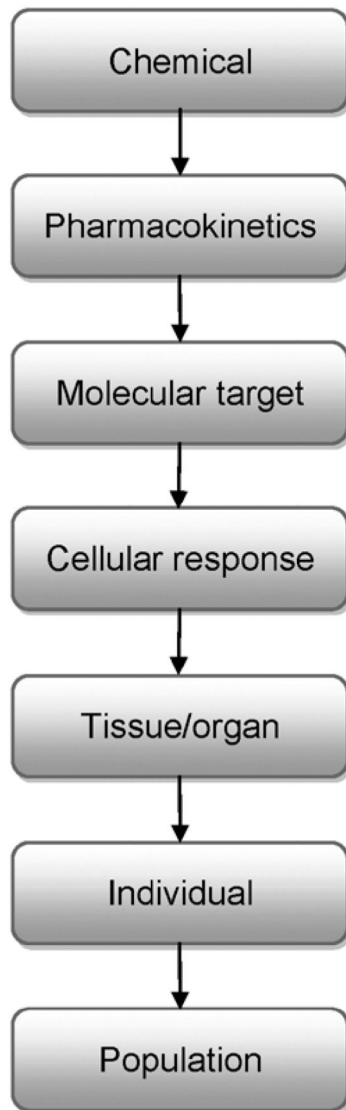 Chemical
Pharmacokinetics
Molecular target
Cellular response
Tissue/organ
Individual
Population